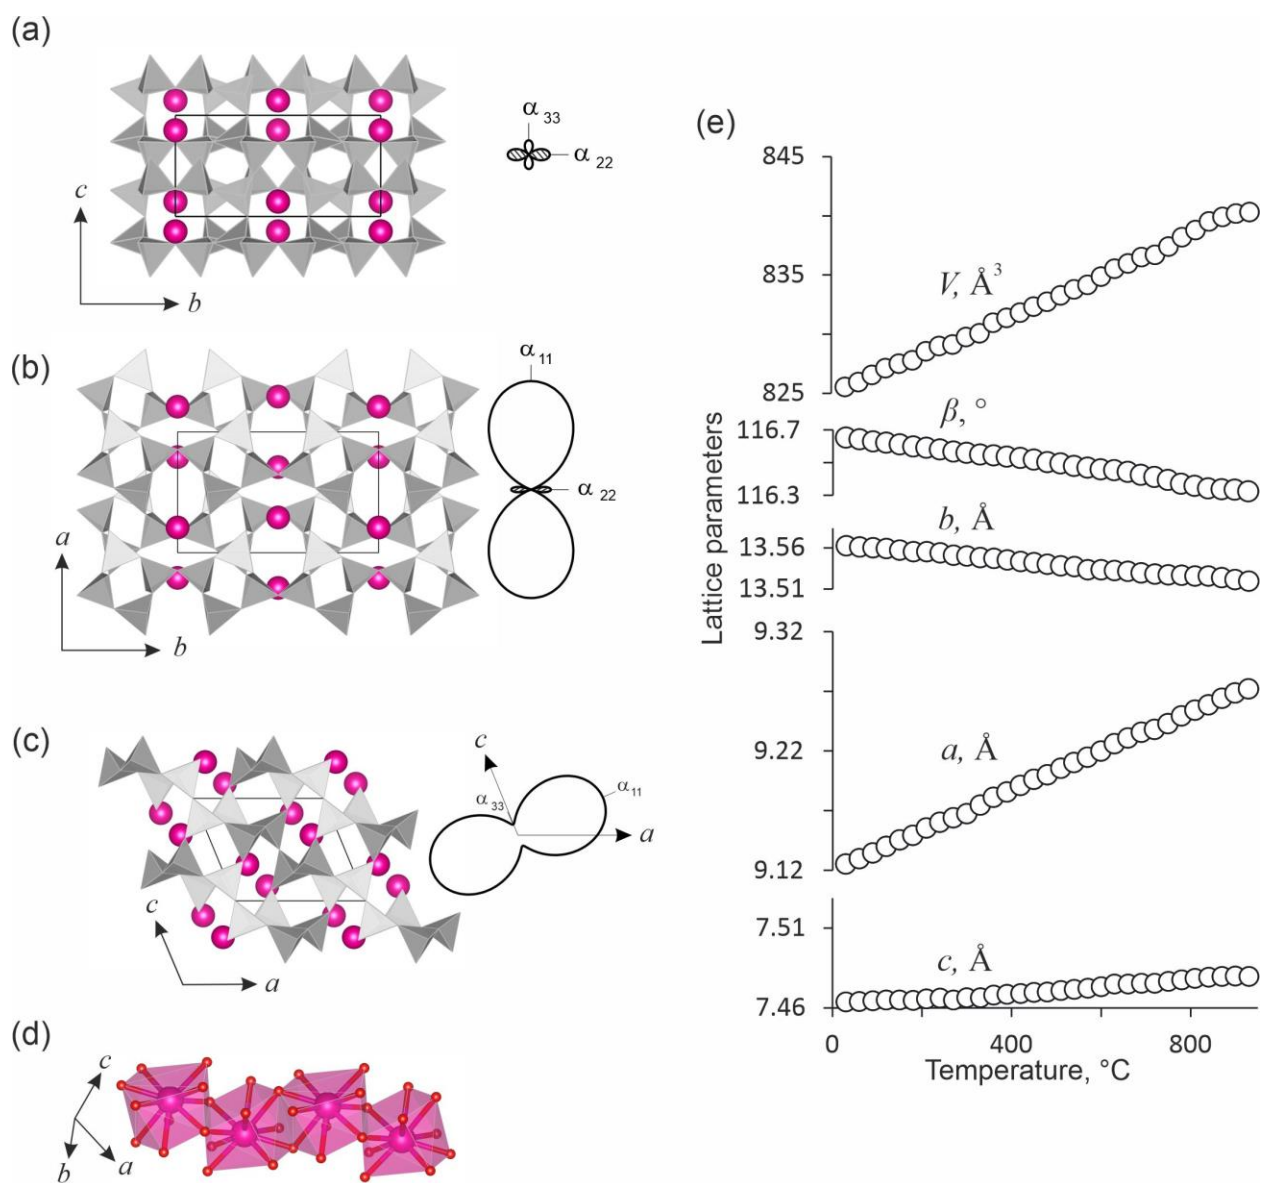 (a)
α 33
α 22
c
b
(b)
α 11
α 22
a
b
(c)
c
α 33
α 11
a
c
a
(d)
c
b
a
(e)
845
835
825
V, Å³
116.7
116.3
β, °
13.56
13.51
b, Å
9.32
9.22
9.12
a, Å
7.51
7.46
c, Å
0
400
800
Temperature, °C
Lattice parameters